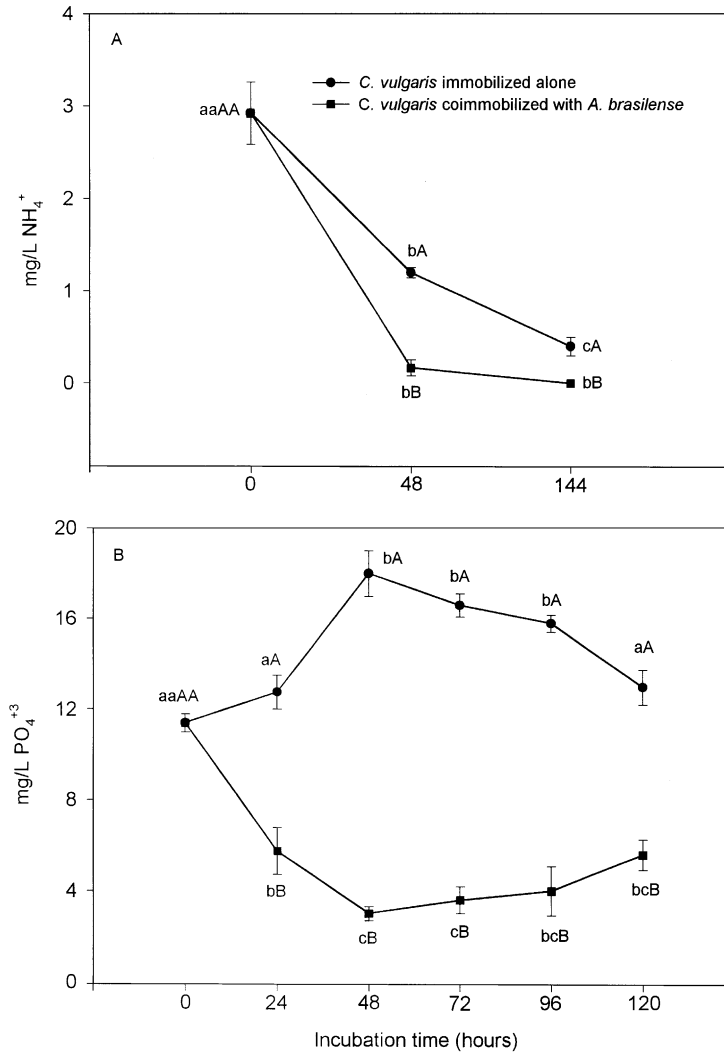 4
A
C. vulgaris immobilized alone
C. vulgaris coimmobilized with A. brasilense
3
aaAA
mg/L NH₄⁺
2
bA
1
cA
0
bB
bB
0 48 144
20
B
bA
bA
bA
16
aA
aA
aaAA
12
mg/L PO₄⁺³
8
bB
4
cB
cB
bcB
bcB
0
0 24 48 72 96 120
Incubation time (hours)